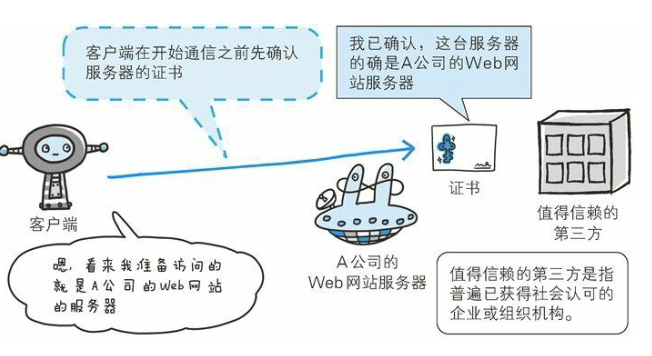 客户端在开始通信之前先确认
服务器的证书
我已确认，这台服务器
的确是A公司的Web网
站服务器
证书
客户端
值得信赖的
第三方
A公司的
Web网站服务器
嗯，看来我准备访问的
就是A公司的Web网站
的服务器
值得信赖的第三方是指
普遍已获得社会认可的
企业或组织机构。